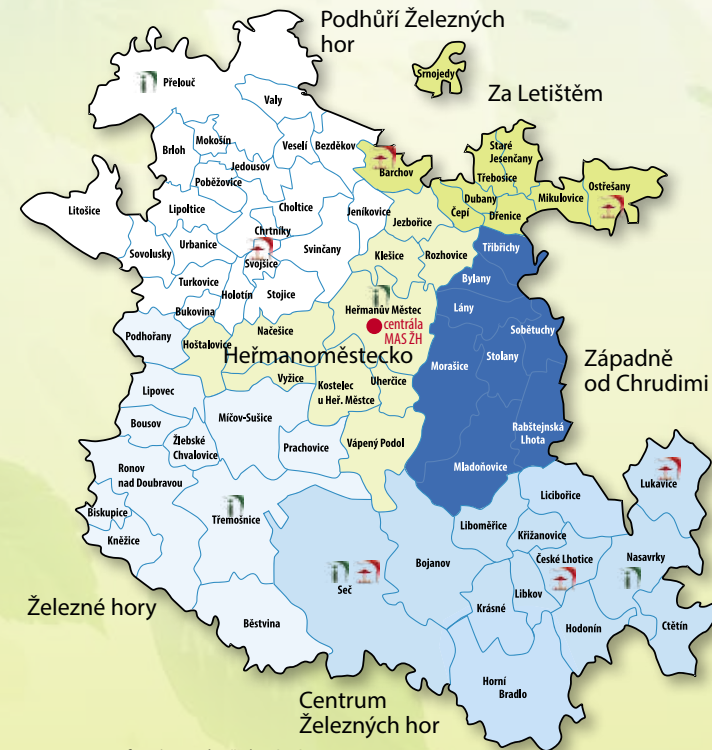 Podhůří Železných
hor
Srnojedy
Za Letištěm
Přelouč
Valy
Staré
Jesenčany
Mokošín
Veselí
Bezděkov
Brloh
Jedousov
Barchov
Třebosice
Ostřešany
Poběžovice
Dubany
Mikulovice
Litošice
Lipoltice
Choltice
Jeníkovice
Čepí
Dřenice
Jezbořice
Chrtníky
Urbanice
Svinčany
Třibřichy
Sovolusky
Svojšice
Klešice
Rozhovice
Bylany
Turkovice
Holotín
Stojice
Bukovina
Heřmanův Městec
Lány
Načešice
centrála
MAS ŽH
Sobětuchy
Podhořany
Hoštalovice
Heřmanoměstecko
Stolany
Západně
od Chrudimi
Morašice
Vyžice
Úherčice
Lipovec
Kostelec
u Heř. Městce
Míčov-Sušice
Bousov
Žlebské
Chvalovice
Prachovice
Vápený Podol
Rabštejnská
Lhota
Ronov
nad Doubravou
Mladoňovice
Lukavice
Licibořice
Biskupice
Třemošnice
Liboměřice
Křižanovice
Kněžice
Bojanov
České Lhotice
Nasavrky
Seč
Libkov
Železné hory
Krásné
Běstvina
Hodonín
Ctětín
Horní
Bradlo
Centrum
Železných hor